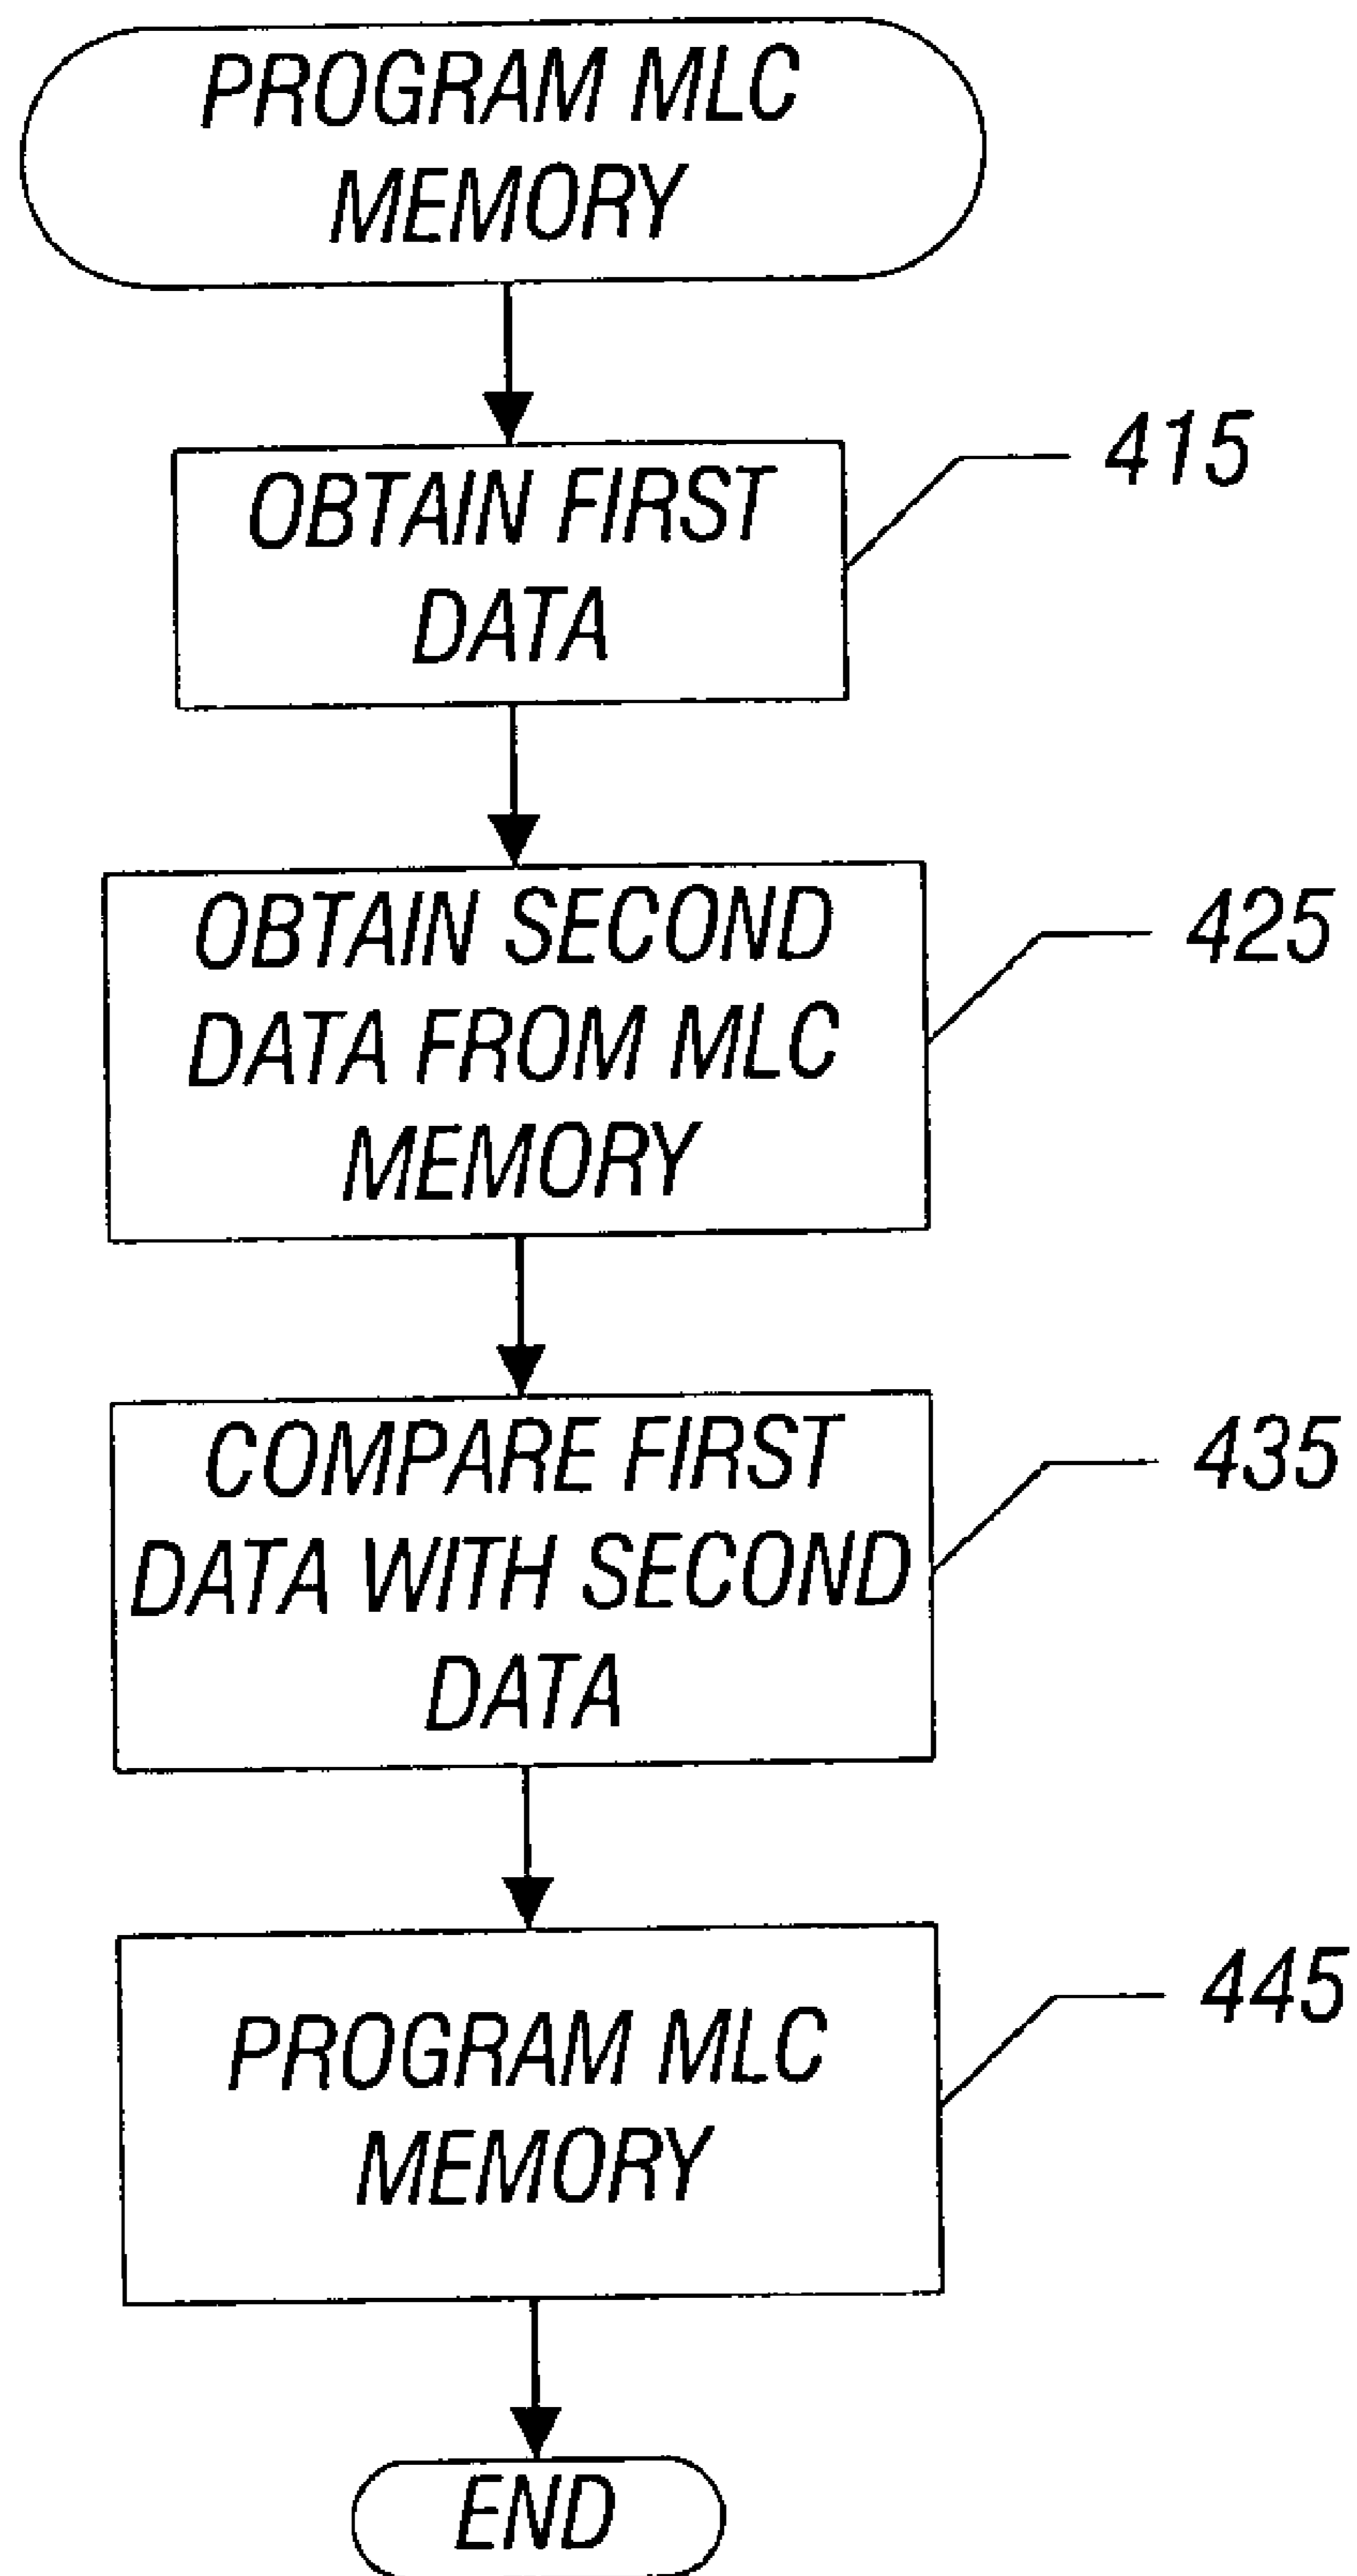 PROGRAM MLC
MEMORY
OBTAIN FIRST
DATA
415
OBTAIN SECOND
DATA FROM MLC
MEMORY
425
COMPARE FIRST
DATA WITH SECOND
DATA
435
PROGRAM MLC
MEMORY
445
END